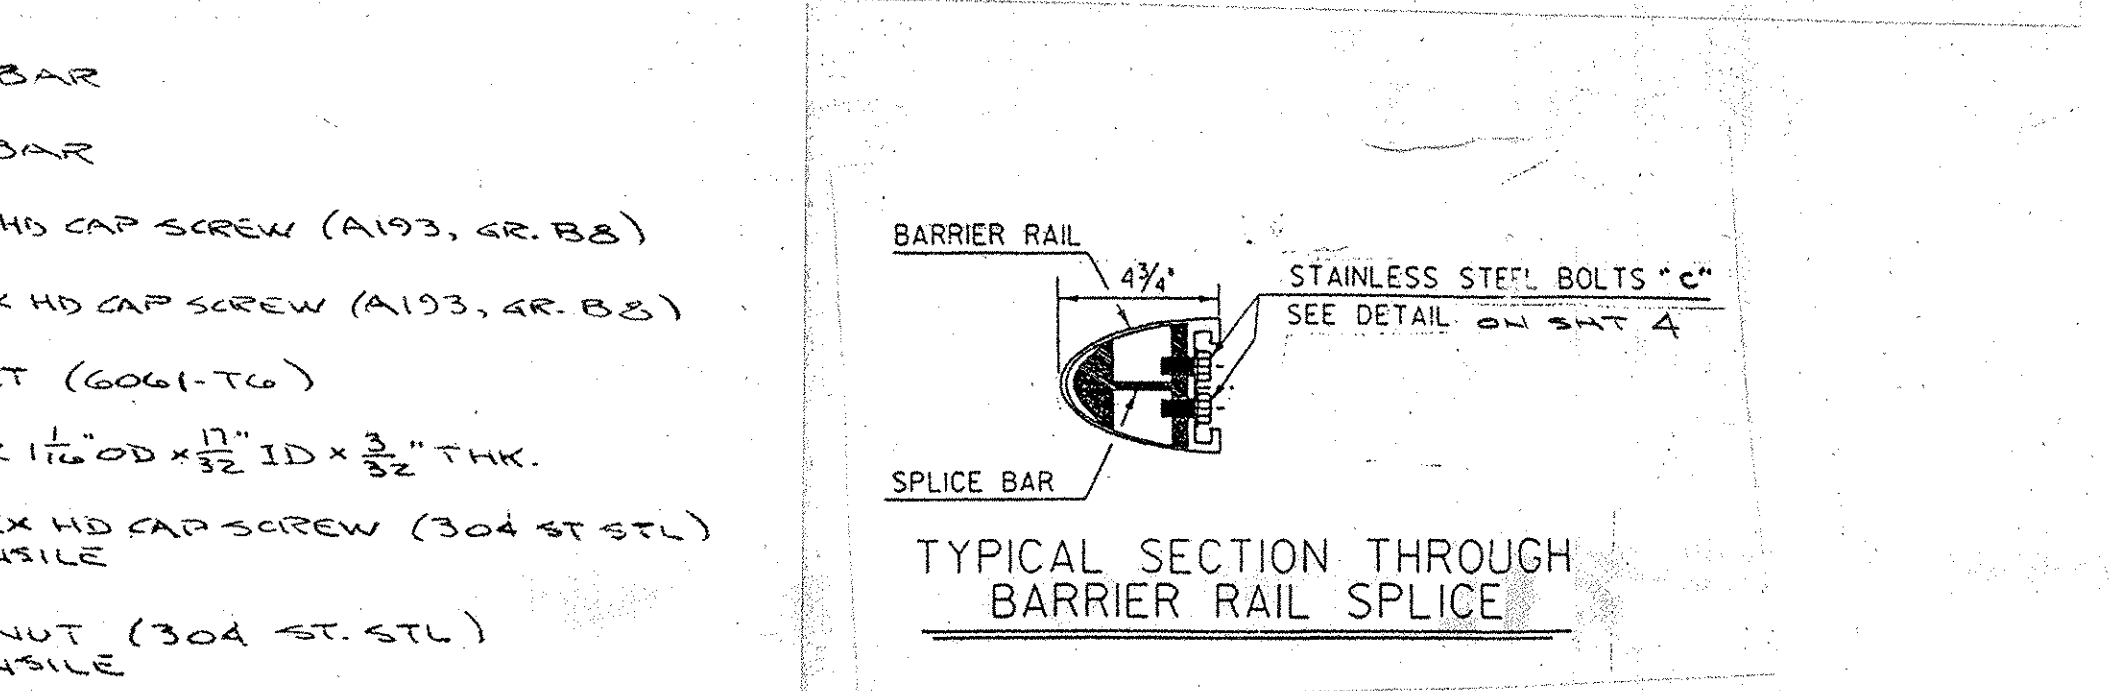 BAR
BAR
HD CAP SCREW (A193, GR. B8)
HD CAP SCREW (A193, GR. B8)
(6061-T6)
1 1/16" OD x 17/32" ID x 3/32" THK.
HD CAP SCREW (304 ST STL)
NUT (304 ST. STL)
BARRIER RAIL
4 3/4"
STAINLESS STEEL BOLTS "C"
SEE DETAIL ON SHT 4
SPLICE BAR
TYPICAL SECTION THROUGH
BARRIER RAIL SPLICE